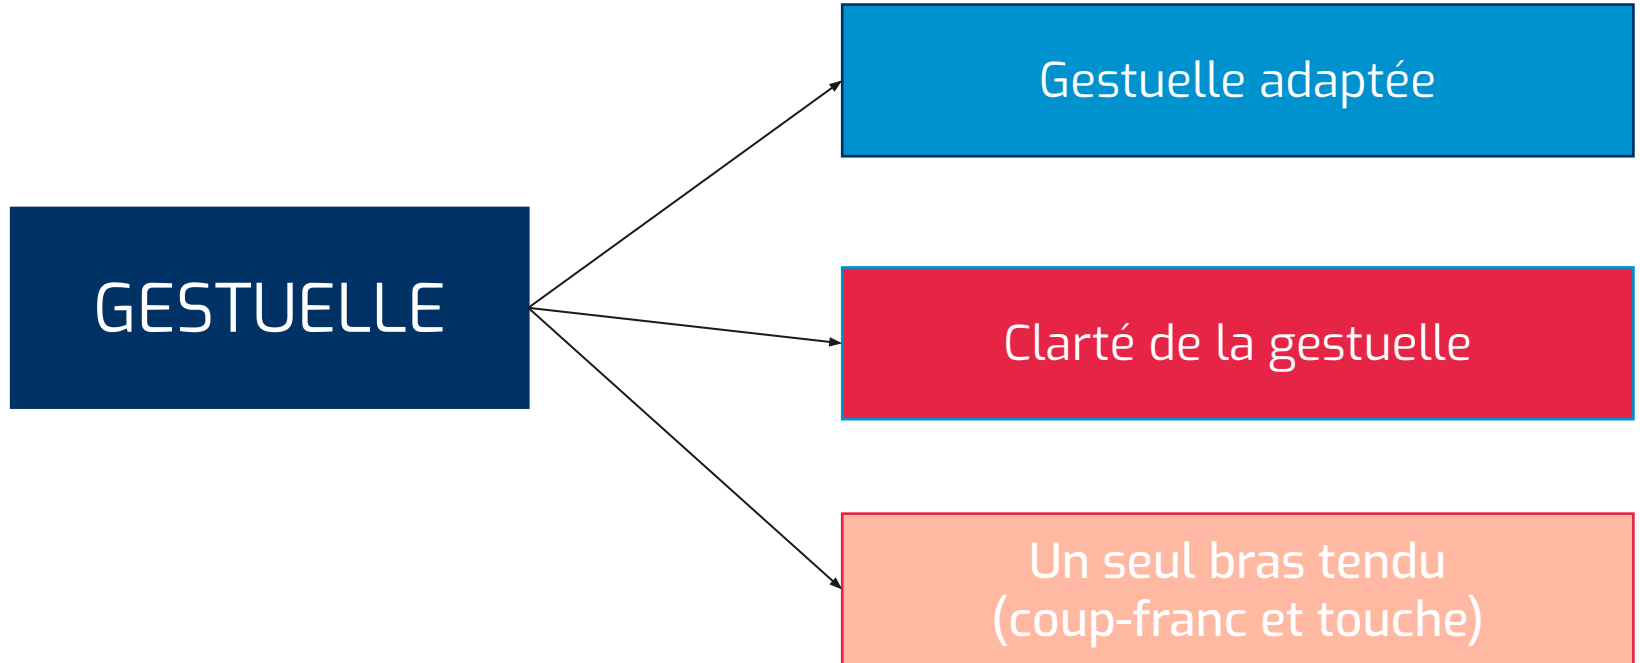 GESTUELLE
Gestuelle adaptée
Clarté de la gestuelle
Un seul bras tendu
(coup-franc et touche)